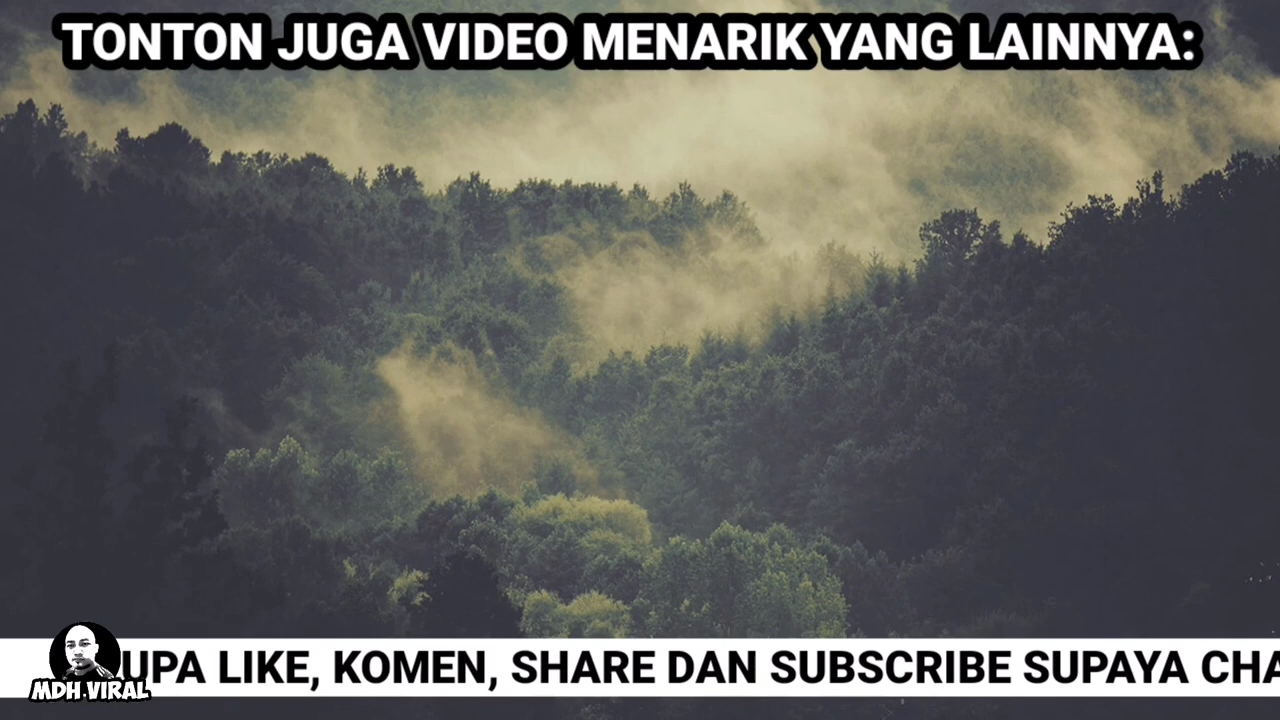 TONTON JUGA VIDEO MENARIK YANG LAINNYA:
UPA LIKE, KOMEN, SHARE DAN SUBSCRIBE SUPAYA CHA
MDH VIRAL